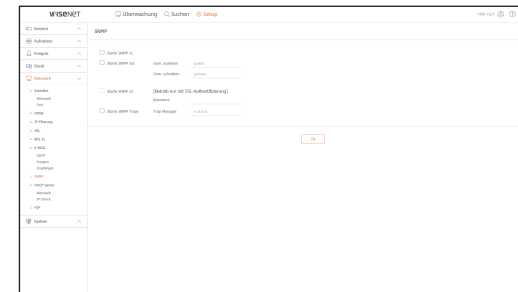 WISENET
Überwachung Suchen Setup
Kamera
SNMP
Aufnahme
Ereignis
Gerät
Netzwerk
Starte SNMP v1
Starte SNMP v2c Gem. auslesen public
Gem. schreiben private
Starte SNMP v3 (Betrieb nur mit SSL-Authentifizierung)
Kennwort
Starte SNMP Traps Trap Manager 0.0.0.0
OK
Schnittst.
Netzwerk
Port
DDNS
IP Filterung
SSL
802.1x
E-MAIL
SMTP
Ereignis
Empfänger
SNMP
DHCP Server
Netzwerk
IP-Check
P2P
System